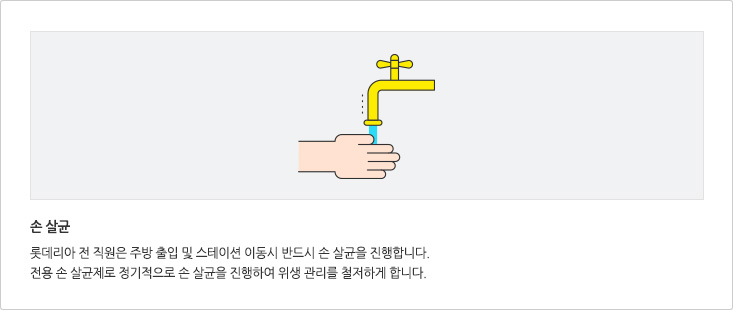 손 살균
롯데리아 전 직원은 주방 출입 및 스테이션 이동시 반드시 손 살균을 진행합니다.
전용 손 살균제로 정기적으로 손 살균을 진행하여 위생 관리를 철저하게 합니다.